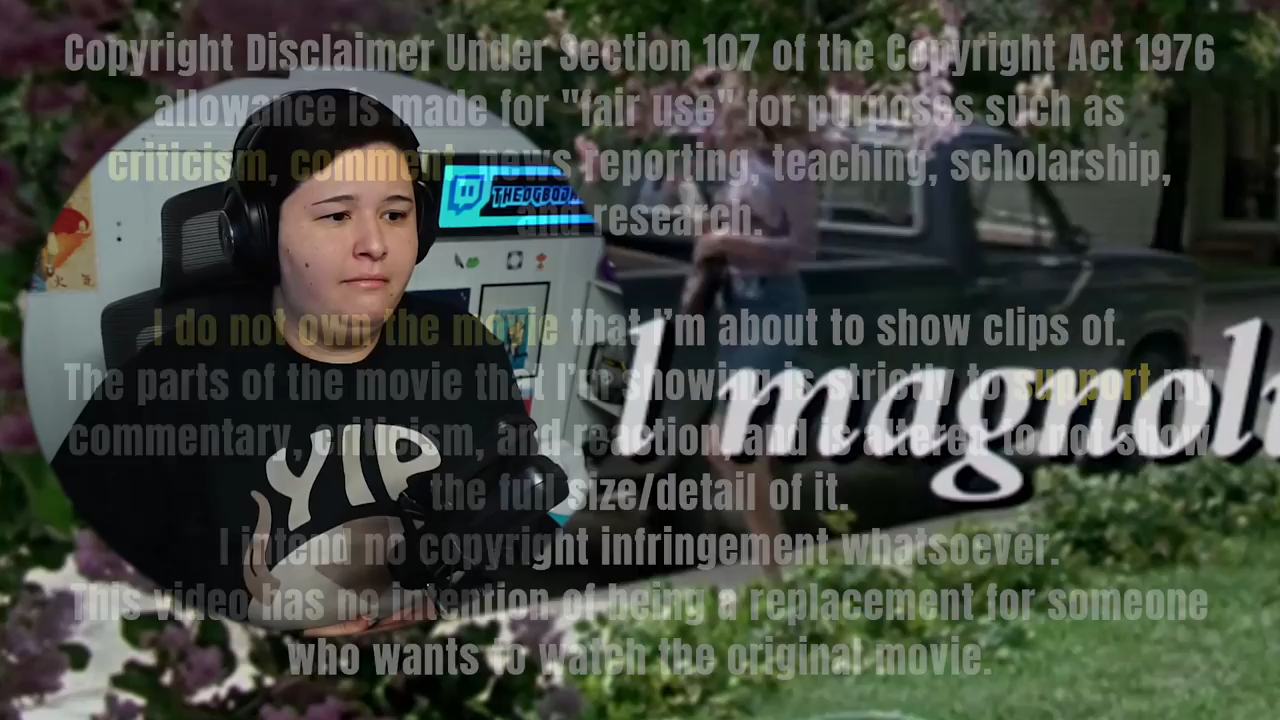 Copyright Disclaimer Under Section 107 of the Copyright Act 1976
allowance is made for "fair use" for purposes such as
criticism, comment, news reporting, teaching, scholarship,
and research.
THEOGBOJ
I do not own the movie that I'm about to show clips of.
The parts of the movie that I'm showing is strictly to support my
l magnol
commentary, criticism, and reaction and is altered to not show
YIP
the full size/detail of it.
I intend no copyright infringement whatsoever.
This video has no intention of being a replacement for someone
who wants to watch the original movie.